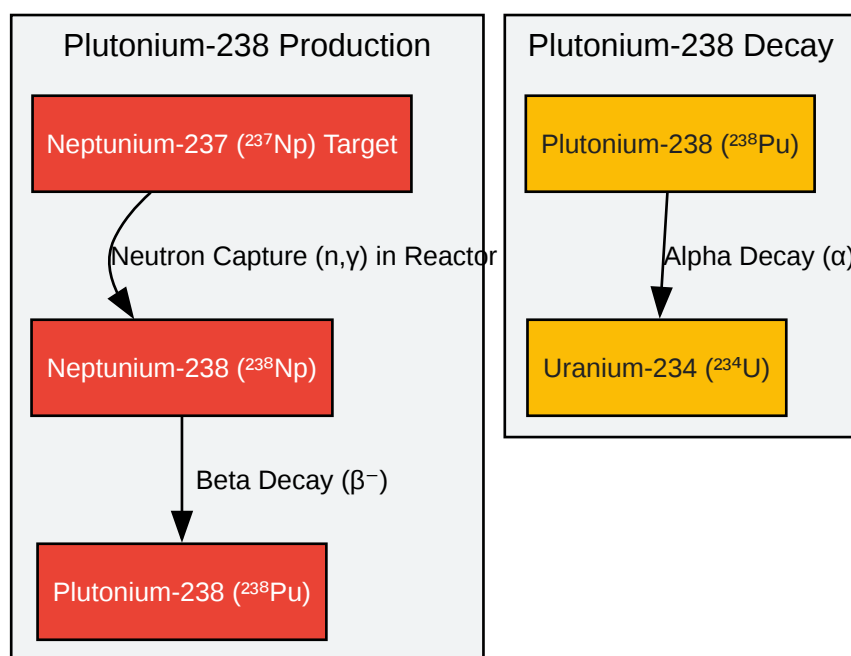 Plutonium-238 Production
Neptunium-237 (²³⁷Np) Target
Neutron Capture (n,γ) in Reactor
Neptunium-238 (²³⁸Np)
Beta Decay (β⁻)
Plutonium-238 (²³⁸Pu)
Plutonium-238 Decay
Plutonium-238 (²³⁸Pu)
Alpha Decay (α)
Uranium-234 (²³⁴U)